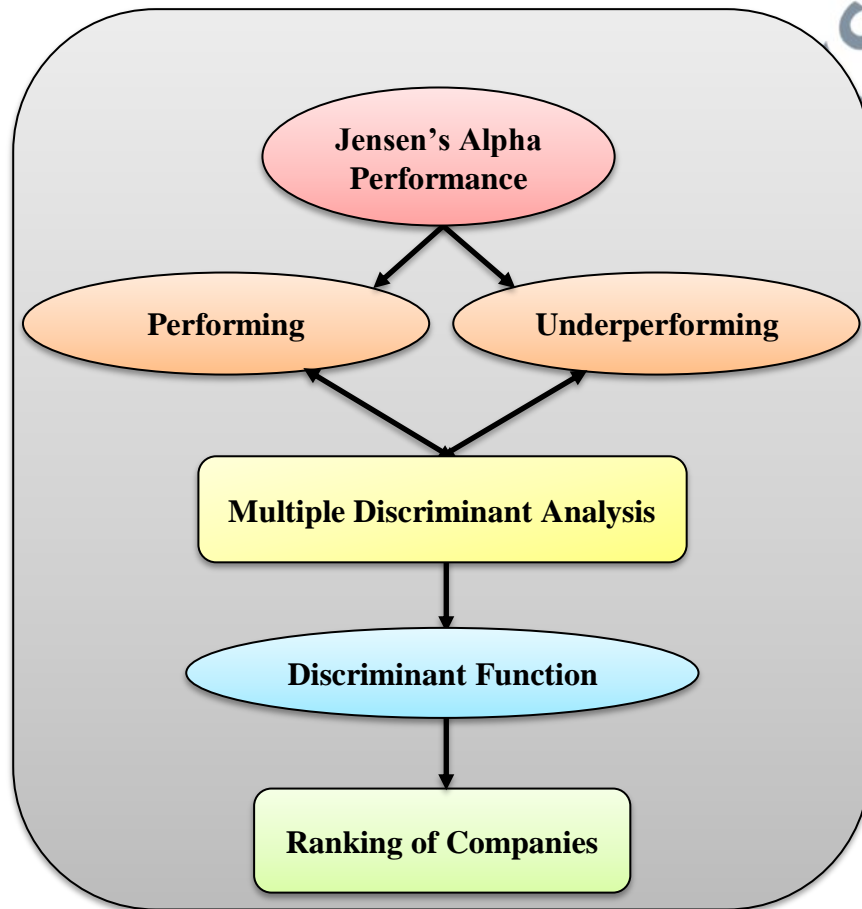 Jensen’s Alpha
Performance
Performing
Underperforming
Multiple Discriminant Analysis
Discriminant Function
Ranking of Companies